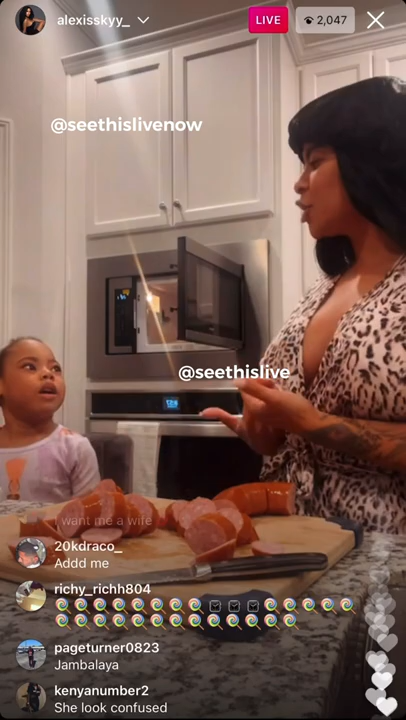 alexisskyy_
LIVE
2,047
@seethislivenow
@seethislive
i want me a wife
20kdraco_
Addd me
richy_richh804
pageturner0823
Jambalaya
kenyanumber2
She look confused